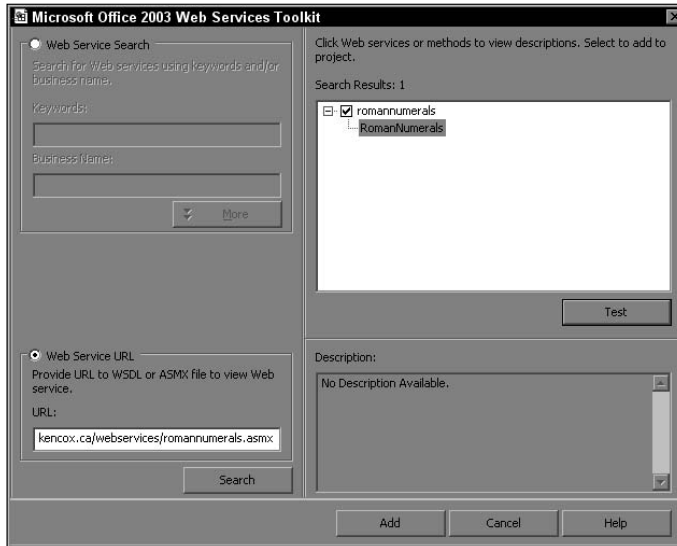 Microsoft Office 2003 Web Services Toolkit
Web Service Search
Search for Web services using keywords and/or
business name.
Keywords:
Business Name:
More
Web Service URL
Provide URL to WSDL or ASMX file to view Web
service.
URL:
kencox.ca/webservices/romannumerals.asmx
Search
Click Web services or methods to view descriptions. Select to add to
project.
Search Results: 1
romannumerals
RomanNumerals
Test
Description:
No Description Available.
Add
Cancel
Help